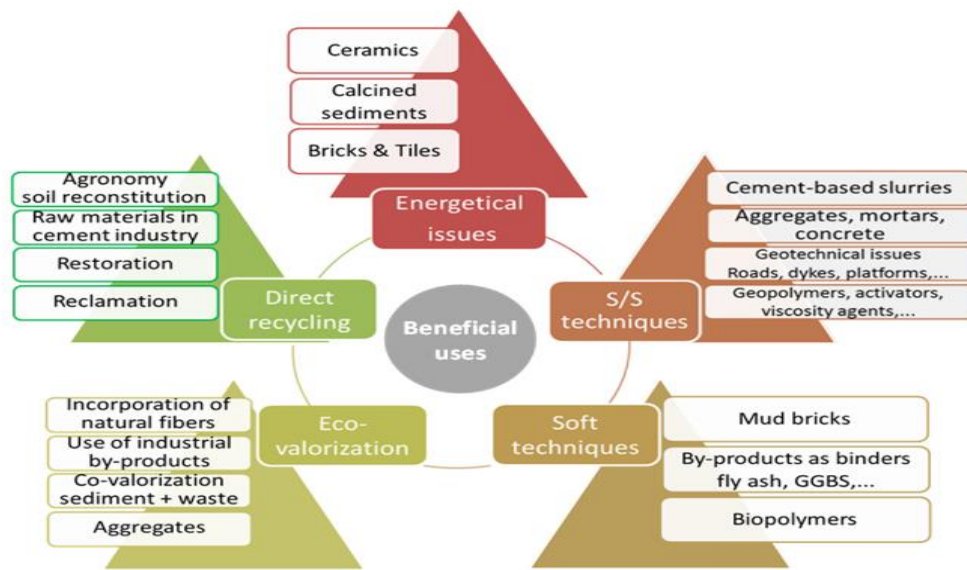 Ceramics
Calcined
sediments
Bricks & Tiles
Energetical
issues
Agronomy
soil reconstitution
Raw materials in
cement industry
Restoration
Reclamation
Direct
recycling
Cement-based slurries
Aggregates, mortars,
concrete
Geotechnical issues
Roads, dykes, platforms,...
Geopolymers, activators,
viscosity agents,...
S/S
techniques
Beneficial
uses
Incorporation of
natural fibers
Use of industrial
by-products
Co-valorization
sediment + waste
Aggregates
Eco-
valorization
Soft
techniques
Mud bricks
By-products as binders
fly ash, GGBS,...
Biopolymers